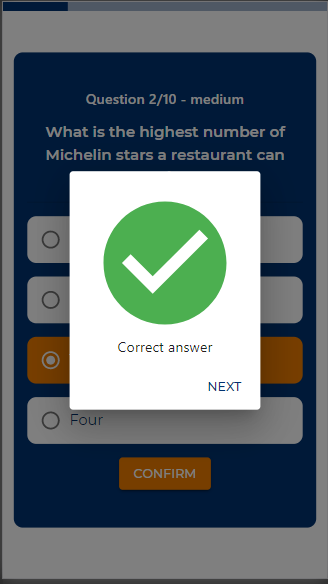 Question 2/10 - medium
What is the highest number of
Michelin stars a restaurant can
Correct answer
NEXT
Four
CONFIRM